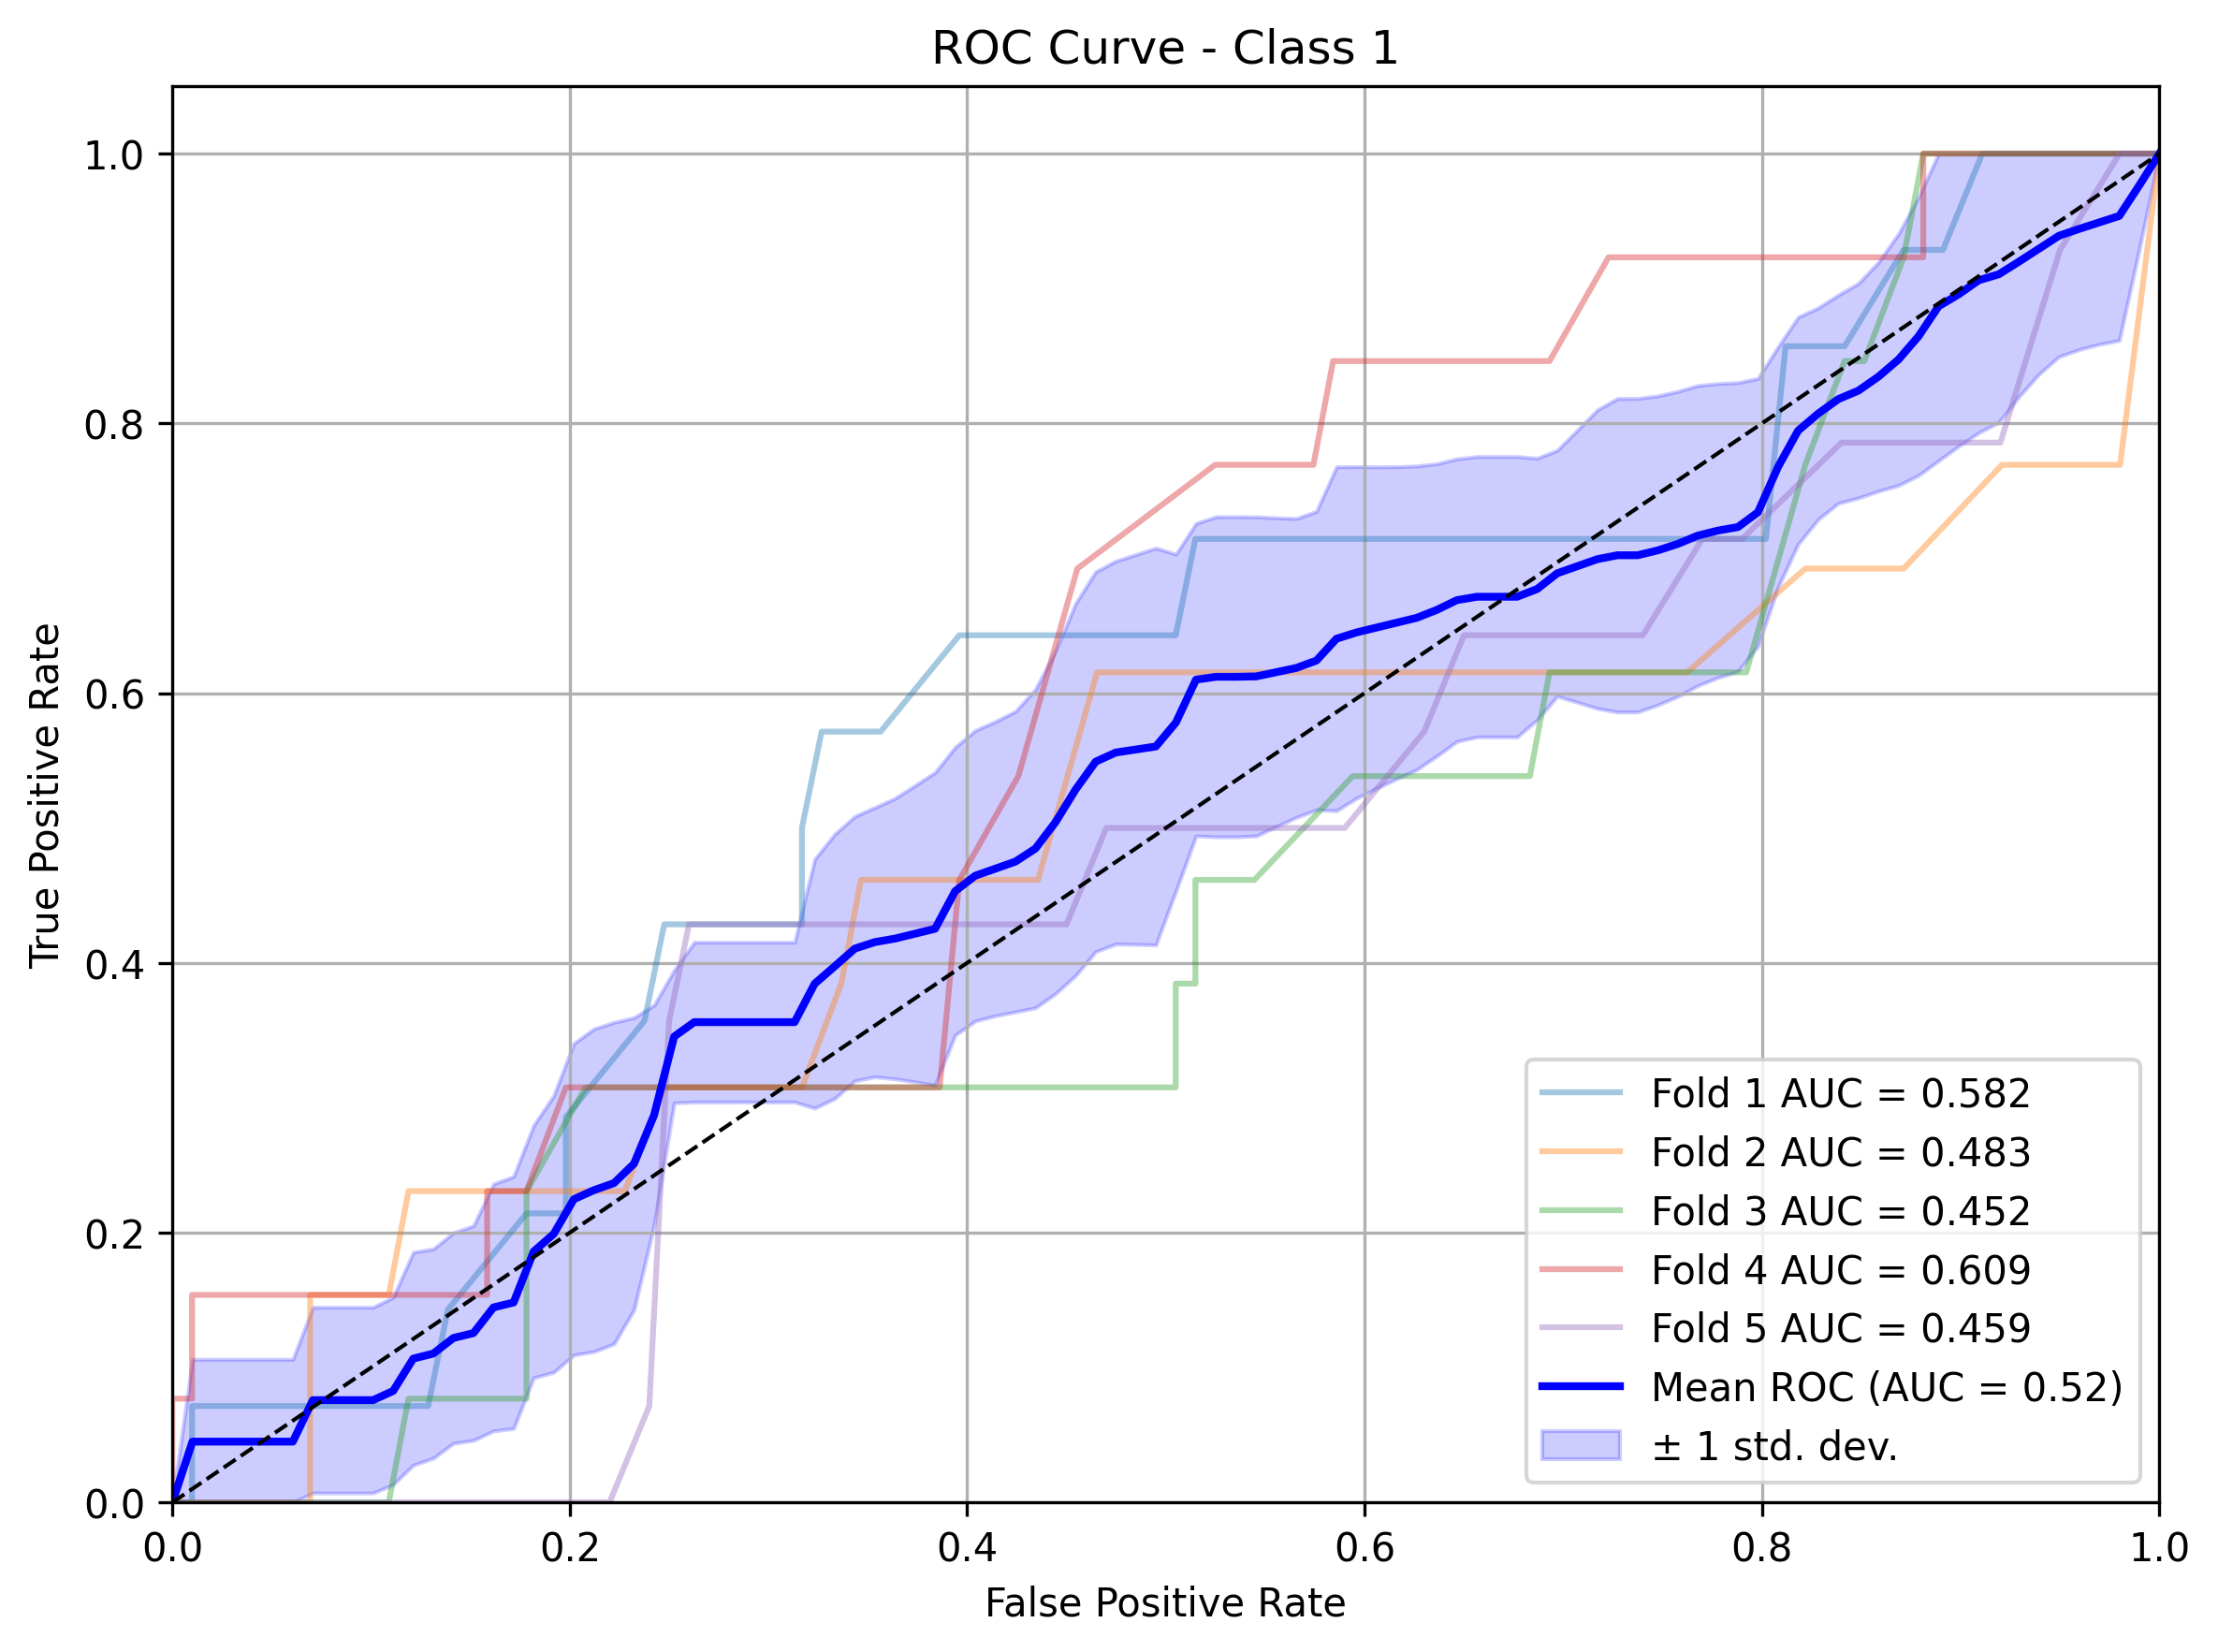 ROC Curve - Class 1
True Positive Rate
1.0
0.8
0.6
0.4
0.2
0.0
0.0 0.2 0.4 0.6 0.8 1.0
False Positive Rate
Fold 1 AUC = 0.582
Fold 2 AUC = 0.483
Fold 3 AUC = 0.452
Fold 4 AUC = 0.609
Fold 5 AUC = 0.459
Mean ROC (AUC = 0.52)
± 1 std. dev.